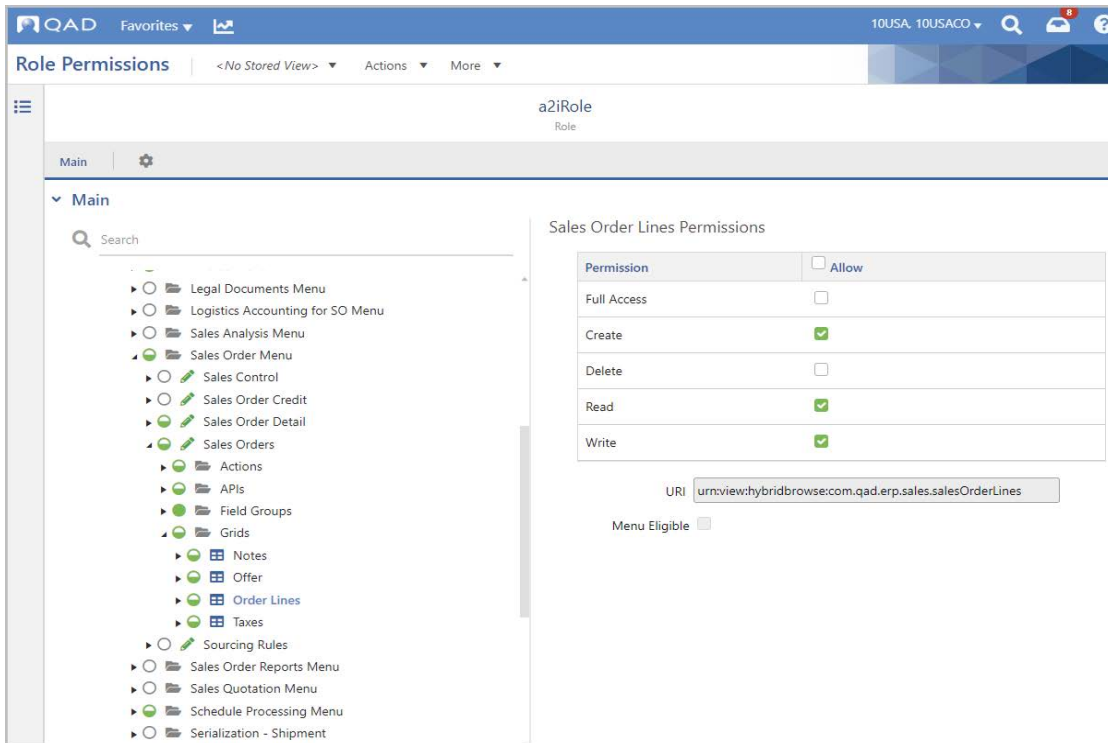 QAD Favorites 10USA, 10USACO 8
Role Permissions <No Stored View> Actions More
a2iRole
Role
Main
Main
Search
Sales Order Lines Permissions
Permission Allow
Full Access
Create
Delete
Read
Write
URI urn:view:hybridbrowse:com.qad.erp.sales.salesOrderLines
Menu Eligible
Legal Documents Menu
Logistics Accounting for SO Menu
Sales Analysis Menu
Sales Order Menu
Sales Control
Sales Order Credit
Sales Order Detail
Sales Orders
Actions
APIs
Field Groups
Grids
Notes
Offer
Order Lines
Taxes
Sourcing Rules
Sales Order Reports Menu
Sales Quotation Menu
Schedule Processing Menu
Serialization - Shipment